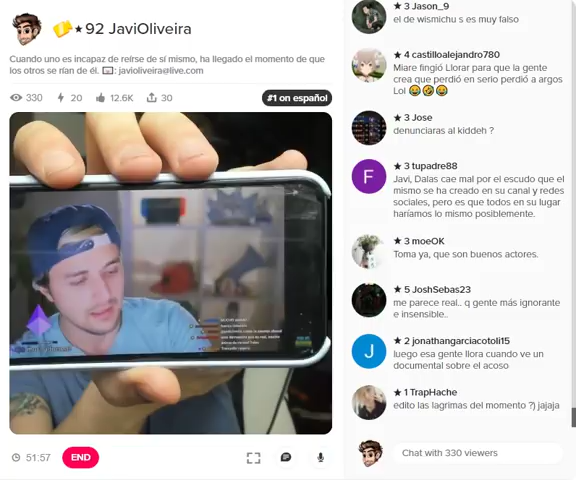 92 JaviOliveira
Cuando uno es incapaz de reírse de sí mismo, ha llegado el momento de que
los otros se rían de él. 📧: javioliveira@live.com
330 20 12.6K 30 #1 on español
51:57 END
3 Jason_9
el de wismichu s es muy falso
4 castilloalejandro780
Miare fingió Llorar para que la gente
crea que perdió en serio perdió a argos
Lol 😂🤣😂
3 Jose
denunciaras al kiddeh ?
F
3 tupadre88
Javi, Dalas cae mal por el escudo que el
mismo se ha creado en su canal y redes
sociales, pero es que todos en su lugar
haríamos lo mismo posiblemente.
3 moeOK
Toma ya, que son buenos actores.
5 JoshSebas23
me parece real.. q gente más ignorante
e insensible..
J
2 jonathangarciacotoli15
luego esa gente llora cuando ve un
documental sobre el acoso
1 TrapHache
edito las lagrimas del momento ?) jajaja
Chat with 330 viewers